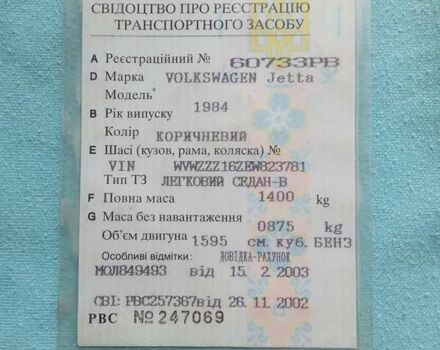 СВІДОЦТВО ПРО РЕЄСТРАЦІЮ
ТРАНСПОРТНОГО ЗАСОБУ
A Реєстраційний № 60733РВ
D Марка VOLKSWAGEN Jetta
Модель
B Рік випуску 1984
Колір КОРИЧНЕВИЙ
E Шасі (кузов, рама, коляска) №
VIN WVWZZZ16ZEW823781
Тип ТЗ ЛЕГКОВИЙ СЕДАН-В
F Повна маса 1400 kg
G Маса без навантаження 0875 kg
Об'єм двигуна 1595 см.куб. БЕНЗ
Особливі відмітки: ДОВІДКА-РАХУНОК
МОЛ849493 від 15. 2.2003
СВІ: РВС257367від 26.11.2002
РВС №247069